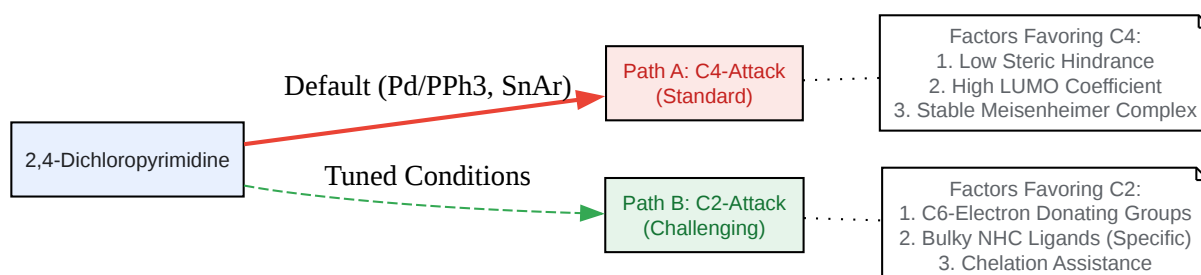 2,4-Dichloropyrimidine
Default (Pd/PPh3, SnAr)
Tuned Conditions
Path A: C4-Attack
(Standard)
Path B: C2-Attack
(Challenging)
Factors Favoring C4:
1. Low Steric Hindrance
2. High LUMO Coefficient
3. Stable Meisenheimer Complex
Factors Favoring C2:
1. C6-Electron Donating Groups
2. Bulky NHC Ligands (Specific)
3. Chelation Assistance